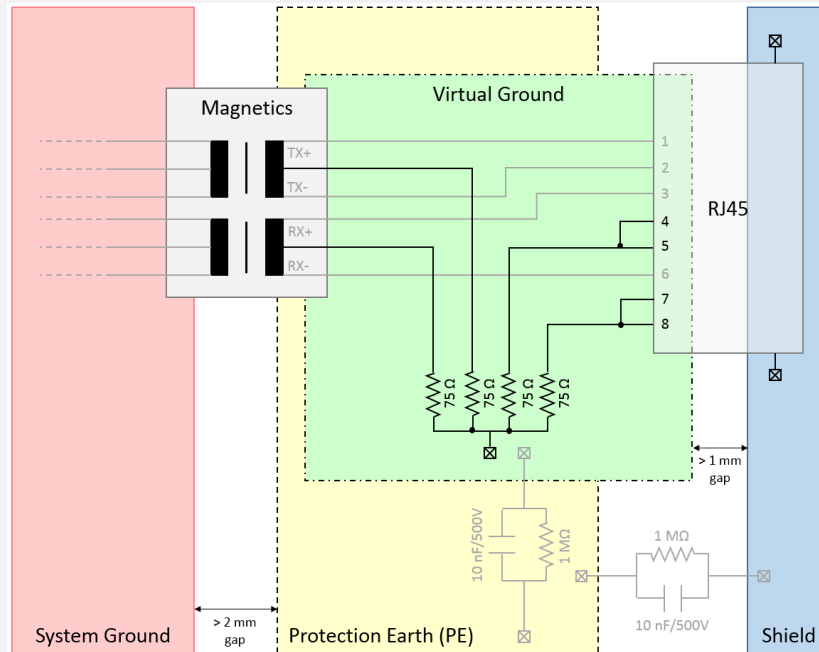 Magnetics
Virtual Ground
TX+
TX-
RX+
RX-
1
2
3
4
5
6
7
8
RJ45
75 Ω
75 Ω
75 Ω
75 Ω
> 1 mm
gap
10 nF/500V
1 MΩ
1 MΩ
10 nF/500V
> 2 mm
gap
System Ground
Protection Earth (PE)
Shield